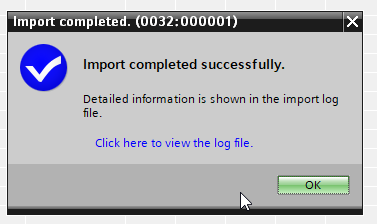 Import completed. (0032:000001)
Import completed successfully.
Detailed information is shown in the import log
file.
Click here to view the log file.
OK